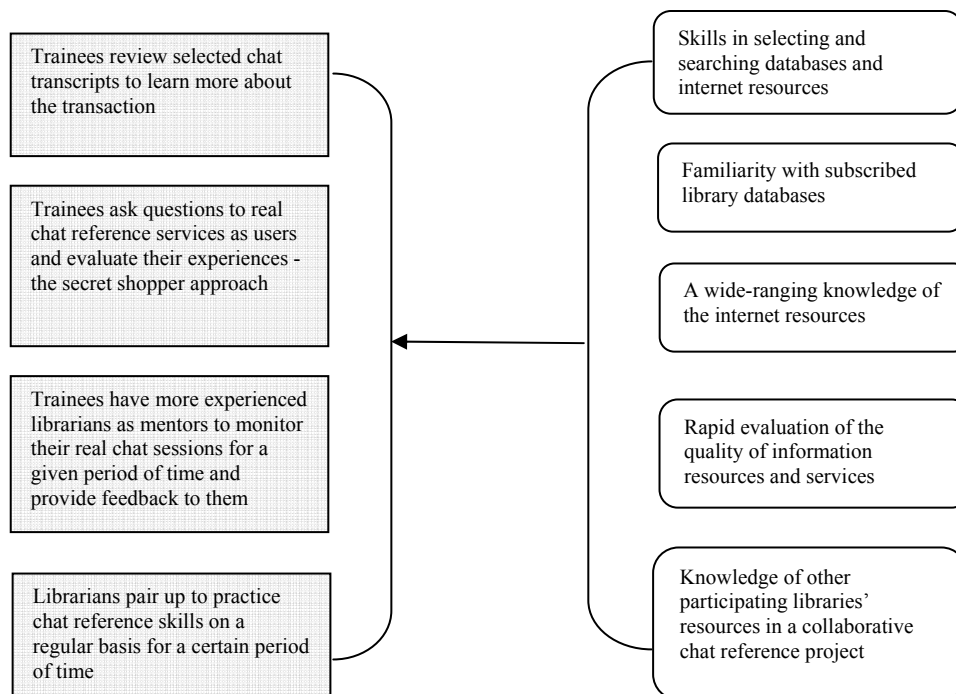 Trainees review selected chat
transcripts to learn more about
the transaction
Trainees ask questions to real
chat reference services as users
and evaluate their experiences -
the secret shopper approach
Trainees have more experienced
librarians as mentors to monitor
their real chat sessions for a
given period of time and
provide feedback to them
Librarians pair up to practice
chat reference skills on a
regular basis for a certain period
of time
Skills in selecting and
searching databases and
internet resources
Familiarity with subscribed
library databases
A wide-ranging knowledge of
the internet resources
Rapid evaluation of the
quality of information
resources and services
Knowledge of other
participating libraries’
resources in a collaborative
chat reference project